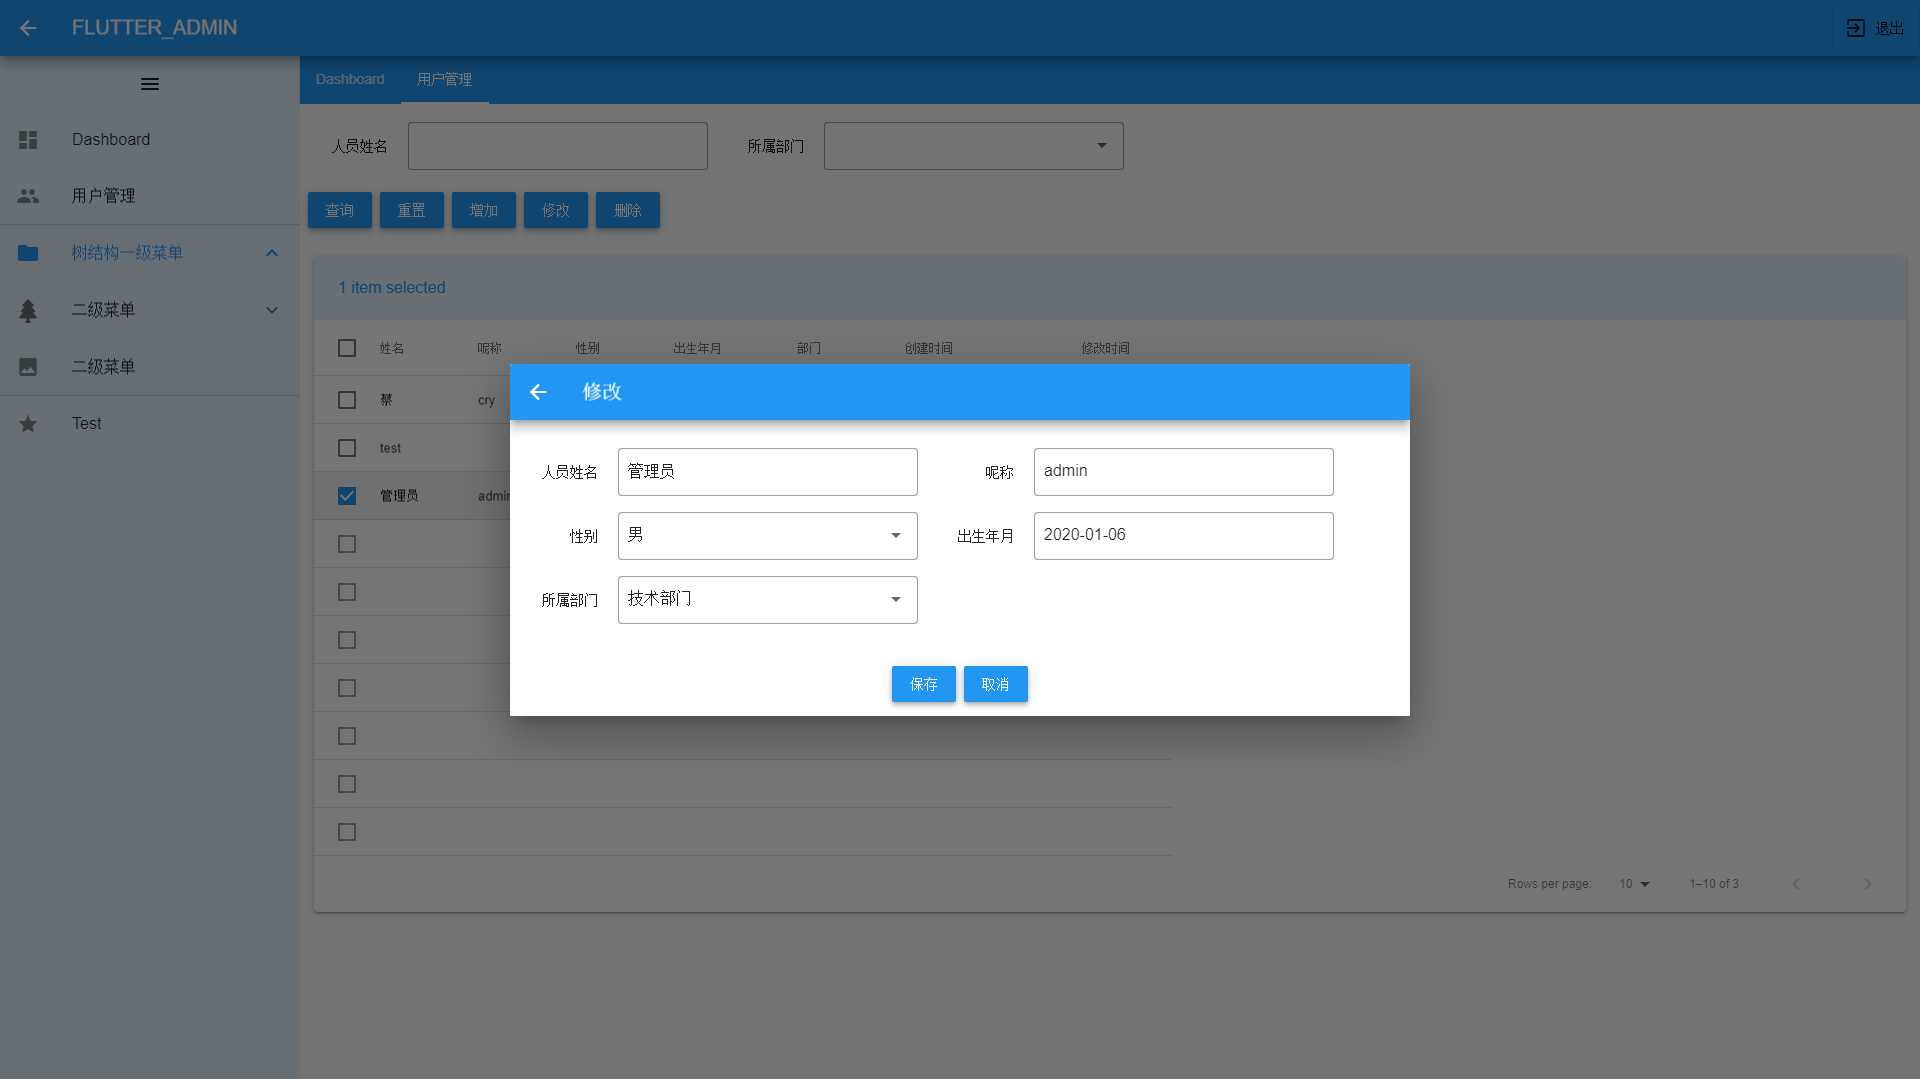 FLUTTER_ADMIN
退出
Dashboard
用户管理
树结构一级菜单
二级菜单
二级菜单
Test
Dashboard 用户管理
人员姓名 所属部门
查询 重置 增加 修改 删除
1 item selected
姓名 昵称 性别 出生年月 部门 创建时间 修改时间
蔡 cry
test
管理员 admin
修改
人员姓名 管理员 昵称 admin
性别 男 出生年月 2020-01-06
所属部门 技术部门
保存 取消
Rows per page: 10 1–10 of 3